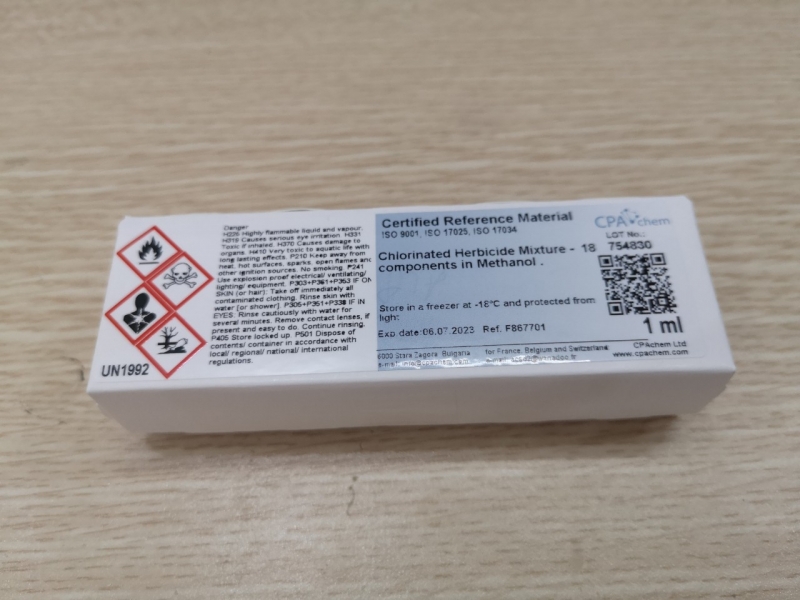 Danger
H225 Highly flammable liquid and vapour.
H319 Causes serious eye irritation. H331
Toxic if inhaled. H370 Causes damage to
organs. H410 Very toxic to aquatic life with
long lasting effects. P210 Keep away from
heat, hot surfaces, sparks, open flames and
other ignition sources. No smoking. P241
Use explosion proof electrical/ ventilating/
lighting/ equipment. P303+P361+P353 IF ON
SKIN (or hair): Take off immediately all
contaminated clothing. Rinse skin with
water [or shower]. P305+P351+P338 IF IN
EYES: Rinse cautiously with water for
several minutes. Remove contact lenses, if
present and easy to do. Continue rinsing.
P405 Store locked up. P501 Dispose of
contents/ container in accordance with
local/ regional/ national/ international
regulations.
UN1992
Certified Reference Material
ISO 9001, ISO 17025, ISO 17034
Chlorinated Herbicide Mixture - 18
components in Methanol .
Store in a freezer at -18°C and protected from
light.
Exp date:06.07.2023 Ref. F867701
6000 Stara Zagora, Bulgaria
for France, Belgium and Switzerland
CPAchem
LGT No.:
754830
1 ml
CPAchem Ltd
www.cpachem.com